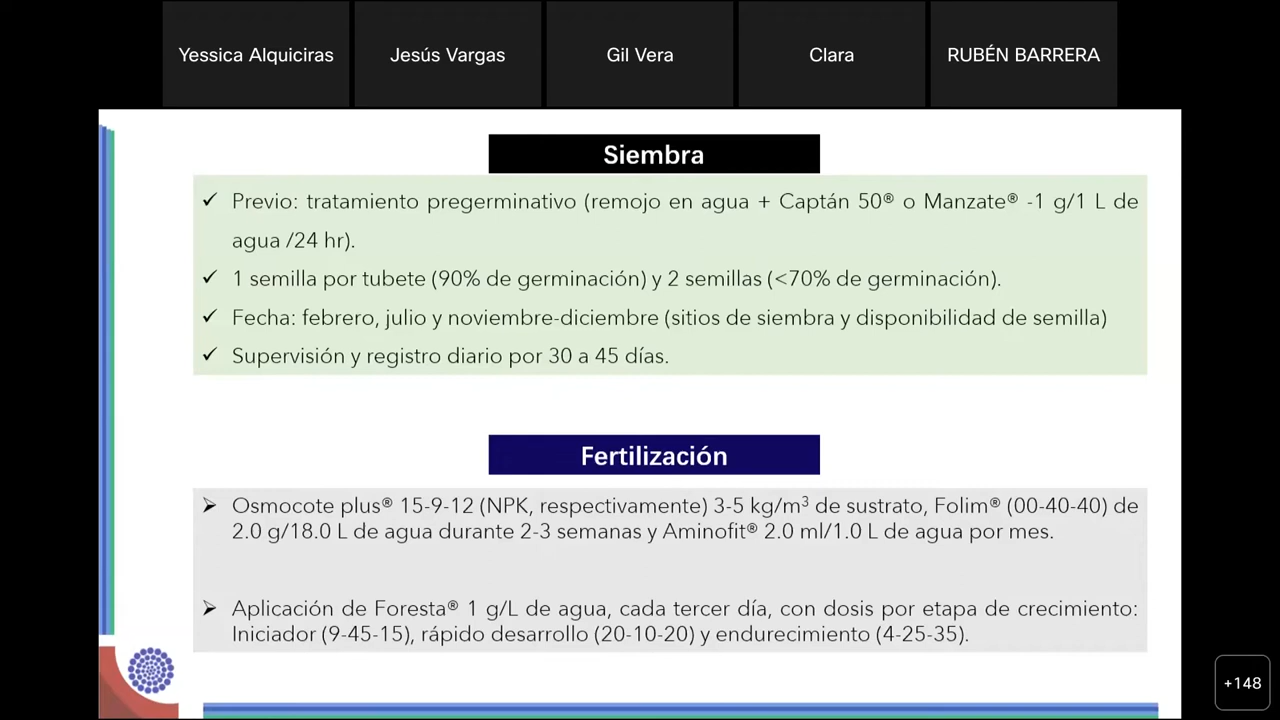 Yessica Alquiciras
Jesús Vargas
Gil Vera
Clara
RUBÉN BARRERA
Siembra
✓ Previo: tratamiento pregerminativo (remojo en agua + Captán 50® o Manzate® -1 g/1 L de
agua /24 hr).
✓ 1 semilla por tubete (90% de germinación) y 2 semillas (<70% de germinación).
✓ Fecha: febrero, julio y noviembre-diciembre (sitios de siembra y disponibilidad de semilla)
✓ Supervisión y registro diario por 30 a 45 días.
Fertilización
➢ Osmocote plus® 15-9-12 (NPK, respectivamente) 3-5 kg/m³ de sustrato, Folim® (00-40-40) de
2.0 g/18.0 L de agua durante 2-3 semanas y Aminofit® 2.0 ml/1.0 L de agua por mes.
➢ Aplicación de Foresta® 1 g/L de agua, cada tercer día, con dosis por etapa de crecimiento:
Iniciador (9-45-15), rápido desarrollo (20-10-20) y endurecimiento (4-25-35).
+148